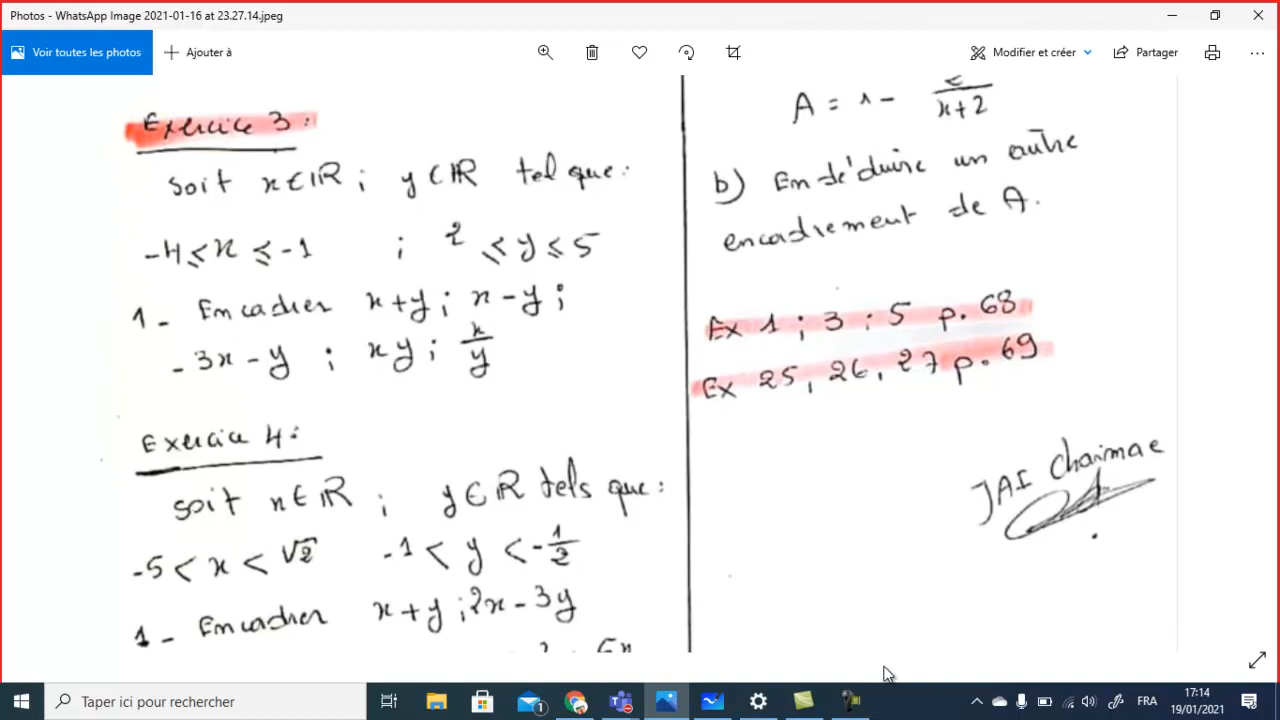 Photos - WhatsApp Image 2021-01-16 at 23.27.14.jpeg
Voir toutes les photos
Ajouter à
Modifier et créer
Partager
Exercice 3 :
soit x ∈ ℝ ; y ∈ ℝ tel que :
-4 ≤ x ≤ -1 ; 2 ≤ y ≤ 5
1 - Encadrer x+y ; x-y ;
-3x-y ; xy ; x/y
Exercice 4 :
soit x ∈ ℝ ; y ∈ ℝ tels que :
-5 < x < √2 -1 < y < -1/2
1 - Encadrer x+y ; 2x-3y
A = 1 - /(x+2)
b) En déduire un autre
encadrement de A.
Ex 1 ; 3 ; 5 p. 68
Ex 25, 26, 27 p. 69
JAI Chaimae
Taper ici pour rechercher
1
FRA
17:14
19/01/2021